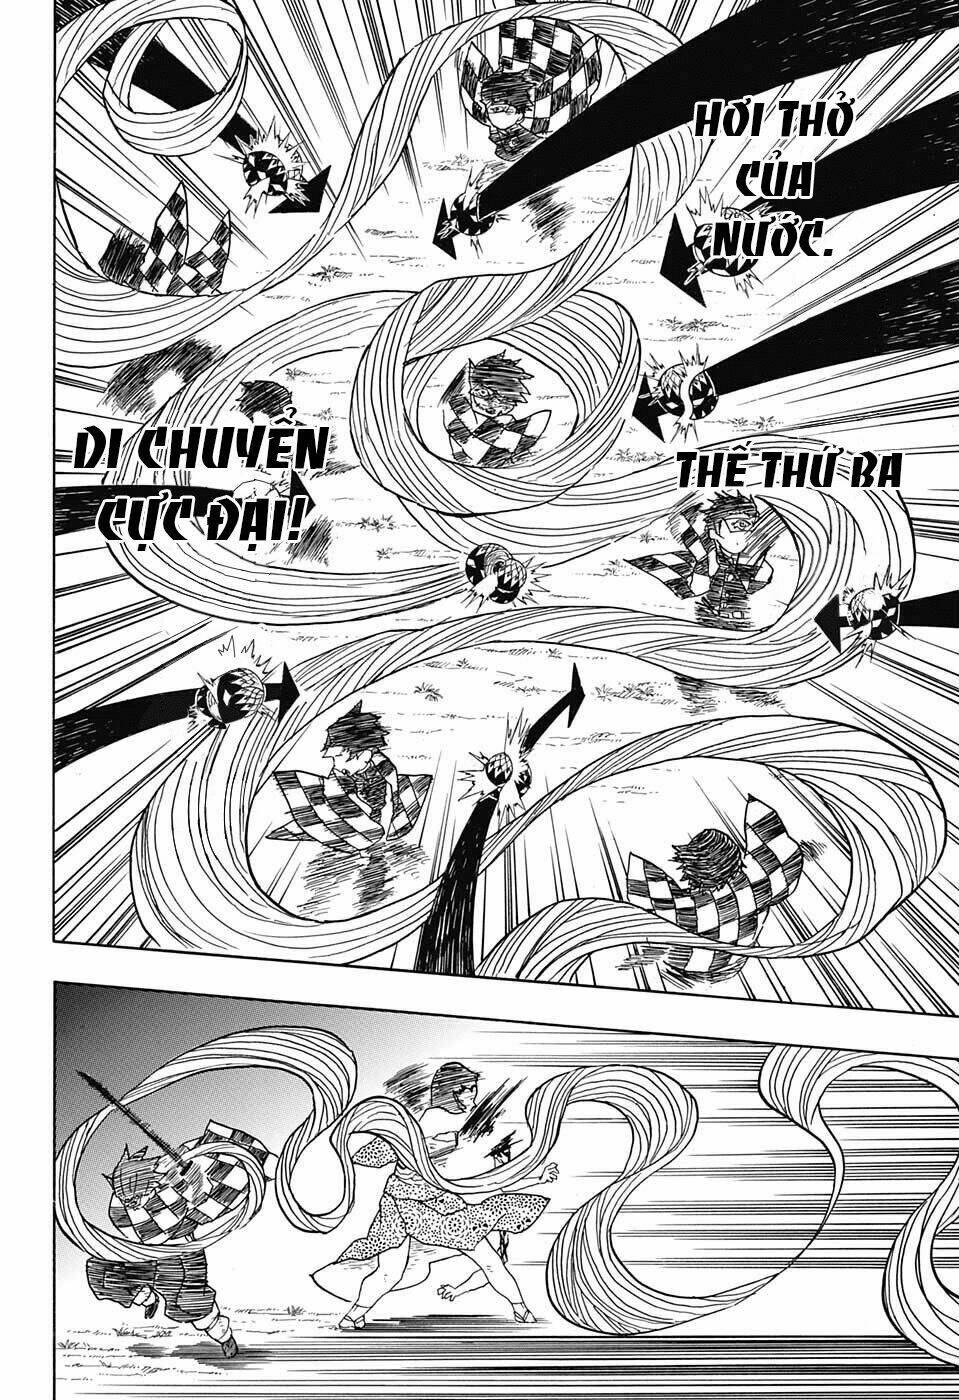 HƠI THỞ
CỦA
NƯỚC.
THẾ THỨ BA
DI CHUYỂN
CỰC ĐẠI!